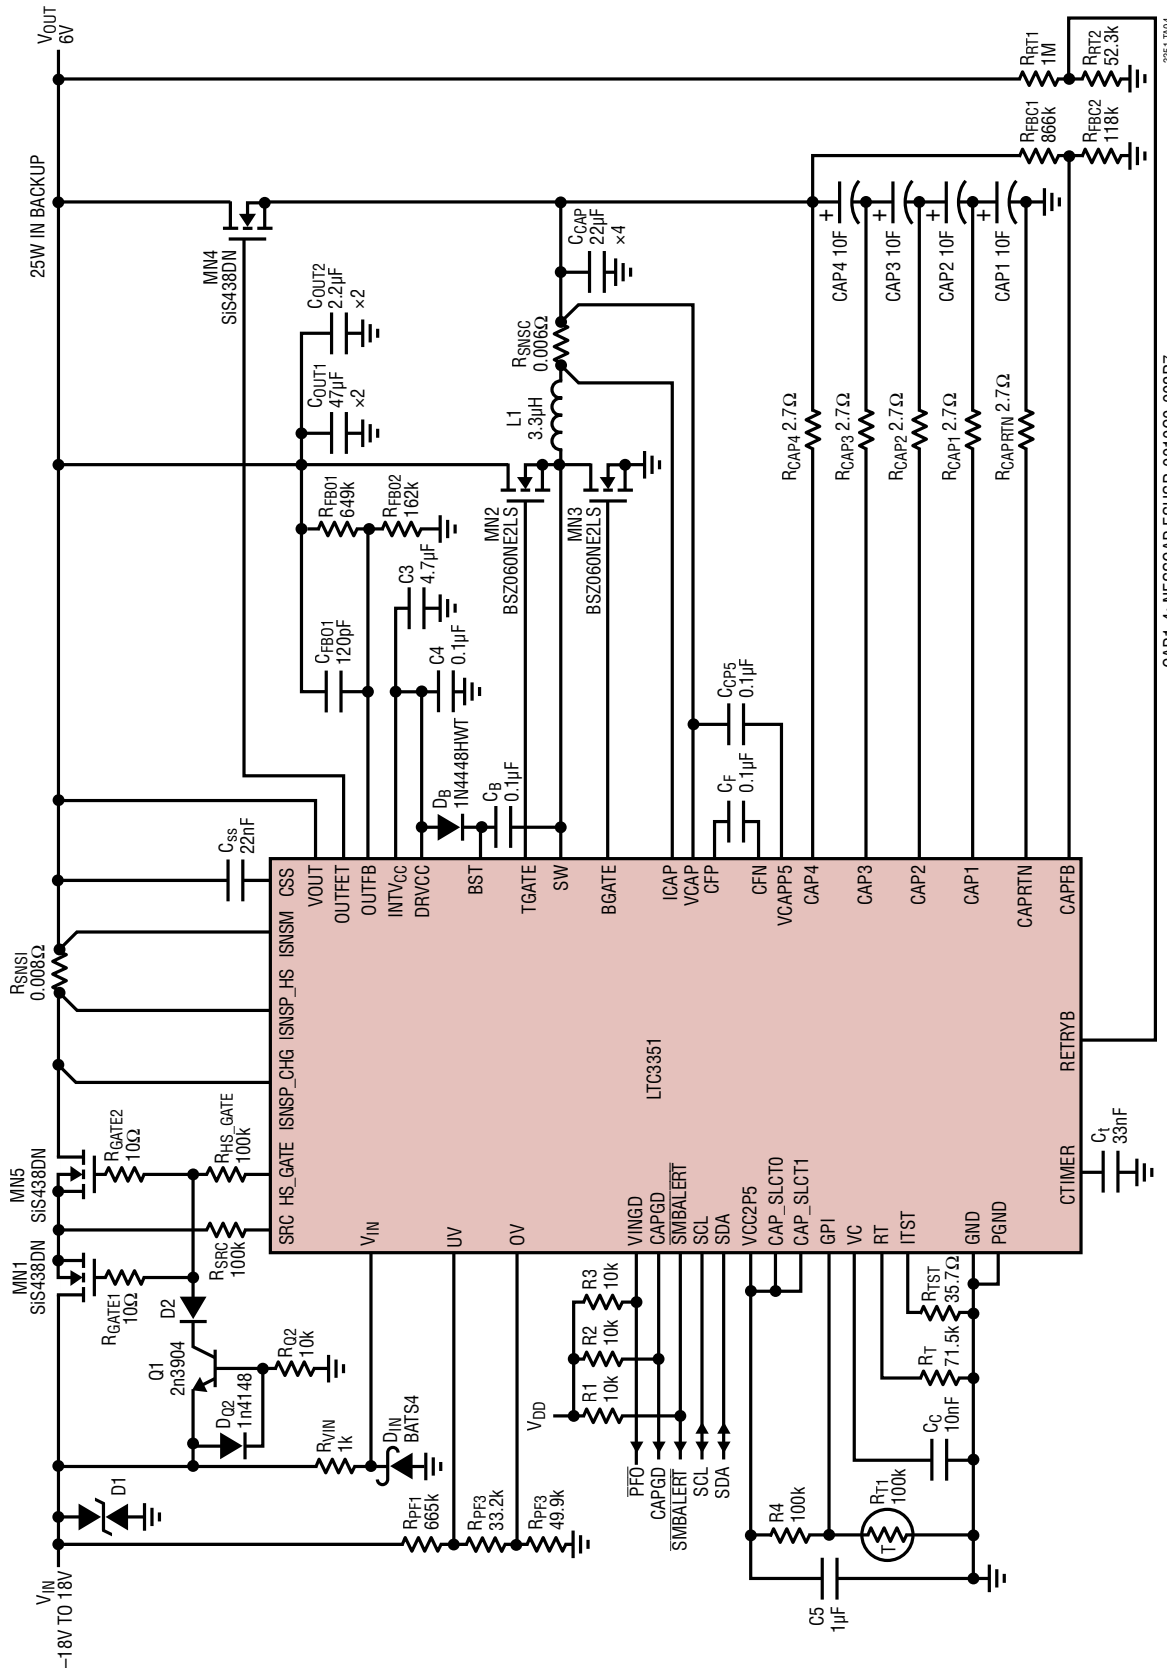 VIN
–18V TO 18V
D1
RVIN
1k
DIN
BATS4
DQ2
1n4148
Q1
2n3904
RQ2
10k
D2
MN1
SiS438DN
RGATE1
10Ω
RSRC
100k
MN5
SiS438DN
RGATE2
10Ω
RHS_GATE
100k
RSNSI
0.008Ω
CSS
22nF
25W IN BACKUP
VOUT
6V
RPF1
665k
RPF3
33.2k
RPF3
49.9k
VDD
R1
10k
R2
10k
R3
10k
PFO
CAPGD
SMBALERT
SCL
SDA
R4
100k
RT1
100k
T
C5
1µF
CC
10nF
RT
71.5k
RTST
35.7Ω
SRC
HS_GATE
ISNSP_CHG
ISNSP_HS
ISNSM
CSS
VIN
UV
OV
VINGD
CAPGD
SMBALERT
SCL
SDA
VCC2P5
CAP_SLCT0
CAP_SLCT1
GPI
VC
RT
ITST
GND
PGND
LTC3351
CTIMER
RETRYB
Ct
33nF
VOUT
OUTFET
OUTFB
INTVCC
DRVCC
BST
TGATE
SW
BGATE
ICAP
VCAP
CFP
CFN
VCAPP5
CAP4
CAP3
CAP2
CAP1
CAPRTN
CAPFB
CFBO1
120pF
RFBO1
649k
RFBO2
162k
COUT1
47µF
×2
COUT2
2.2µF
×2
MN4
SiS438DN
C3
4.7µF
C4
0.1µF
DB
1N4448HWT
CB
0.1µF
MN2
BSZ060NE2LS
MN3
BSZ060NE2LS
L1
3.3µH
RSNSC
0.006Ω
CCAP
22µF
×4
CF
0.1µF
CCP5
0.1µF
RCAP4 2.7Ω
RCAP3 2.7Ω
RCAP2 2.7Ω
RCAP1 2.7Ω
RCAPRTN 2.7Ω
+
CAP4 10F
+
CAP3 10F
+
CAP2 10F
+
CAP1 10F
RFBC1
866k
RFBC2
118k
RRT1
1M
RRT2
52.3k